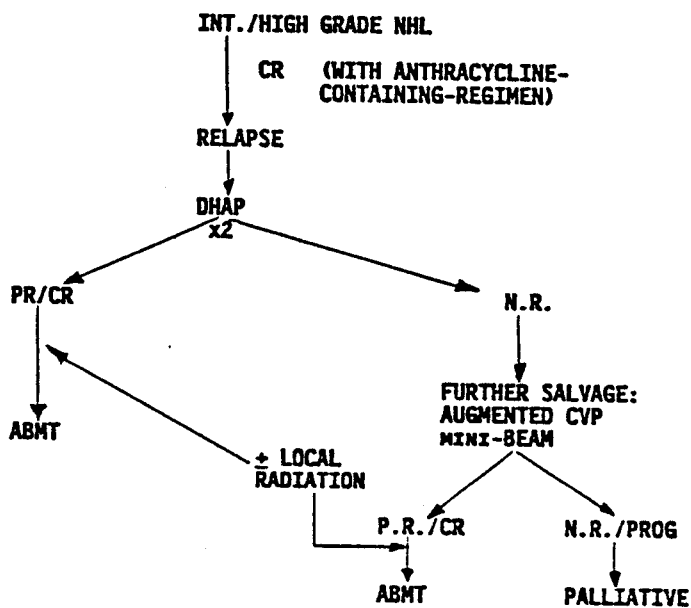 INT./HIGH GRADE NHL
CR (WITH ANTHRACYCLINE-
CONTAINING-REGIMEN)
RELAPSE
DHAP
x2
PR/CR
N.R.
FURTHER SALVAGE:
AUGMENTED CVP
MINI-BEAM
ABMT
± LOCAL
RADIATION
P.R./CR
N.R./PROG
ABMT
PALLIATIVE